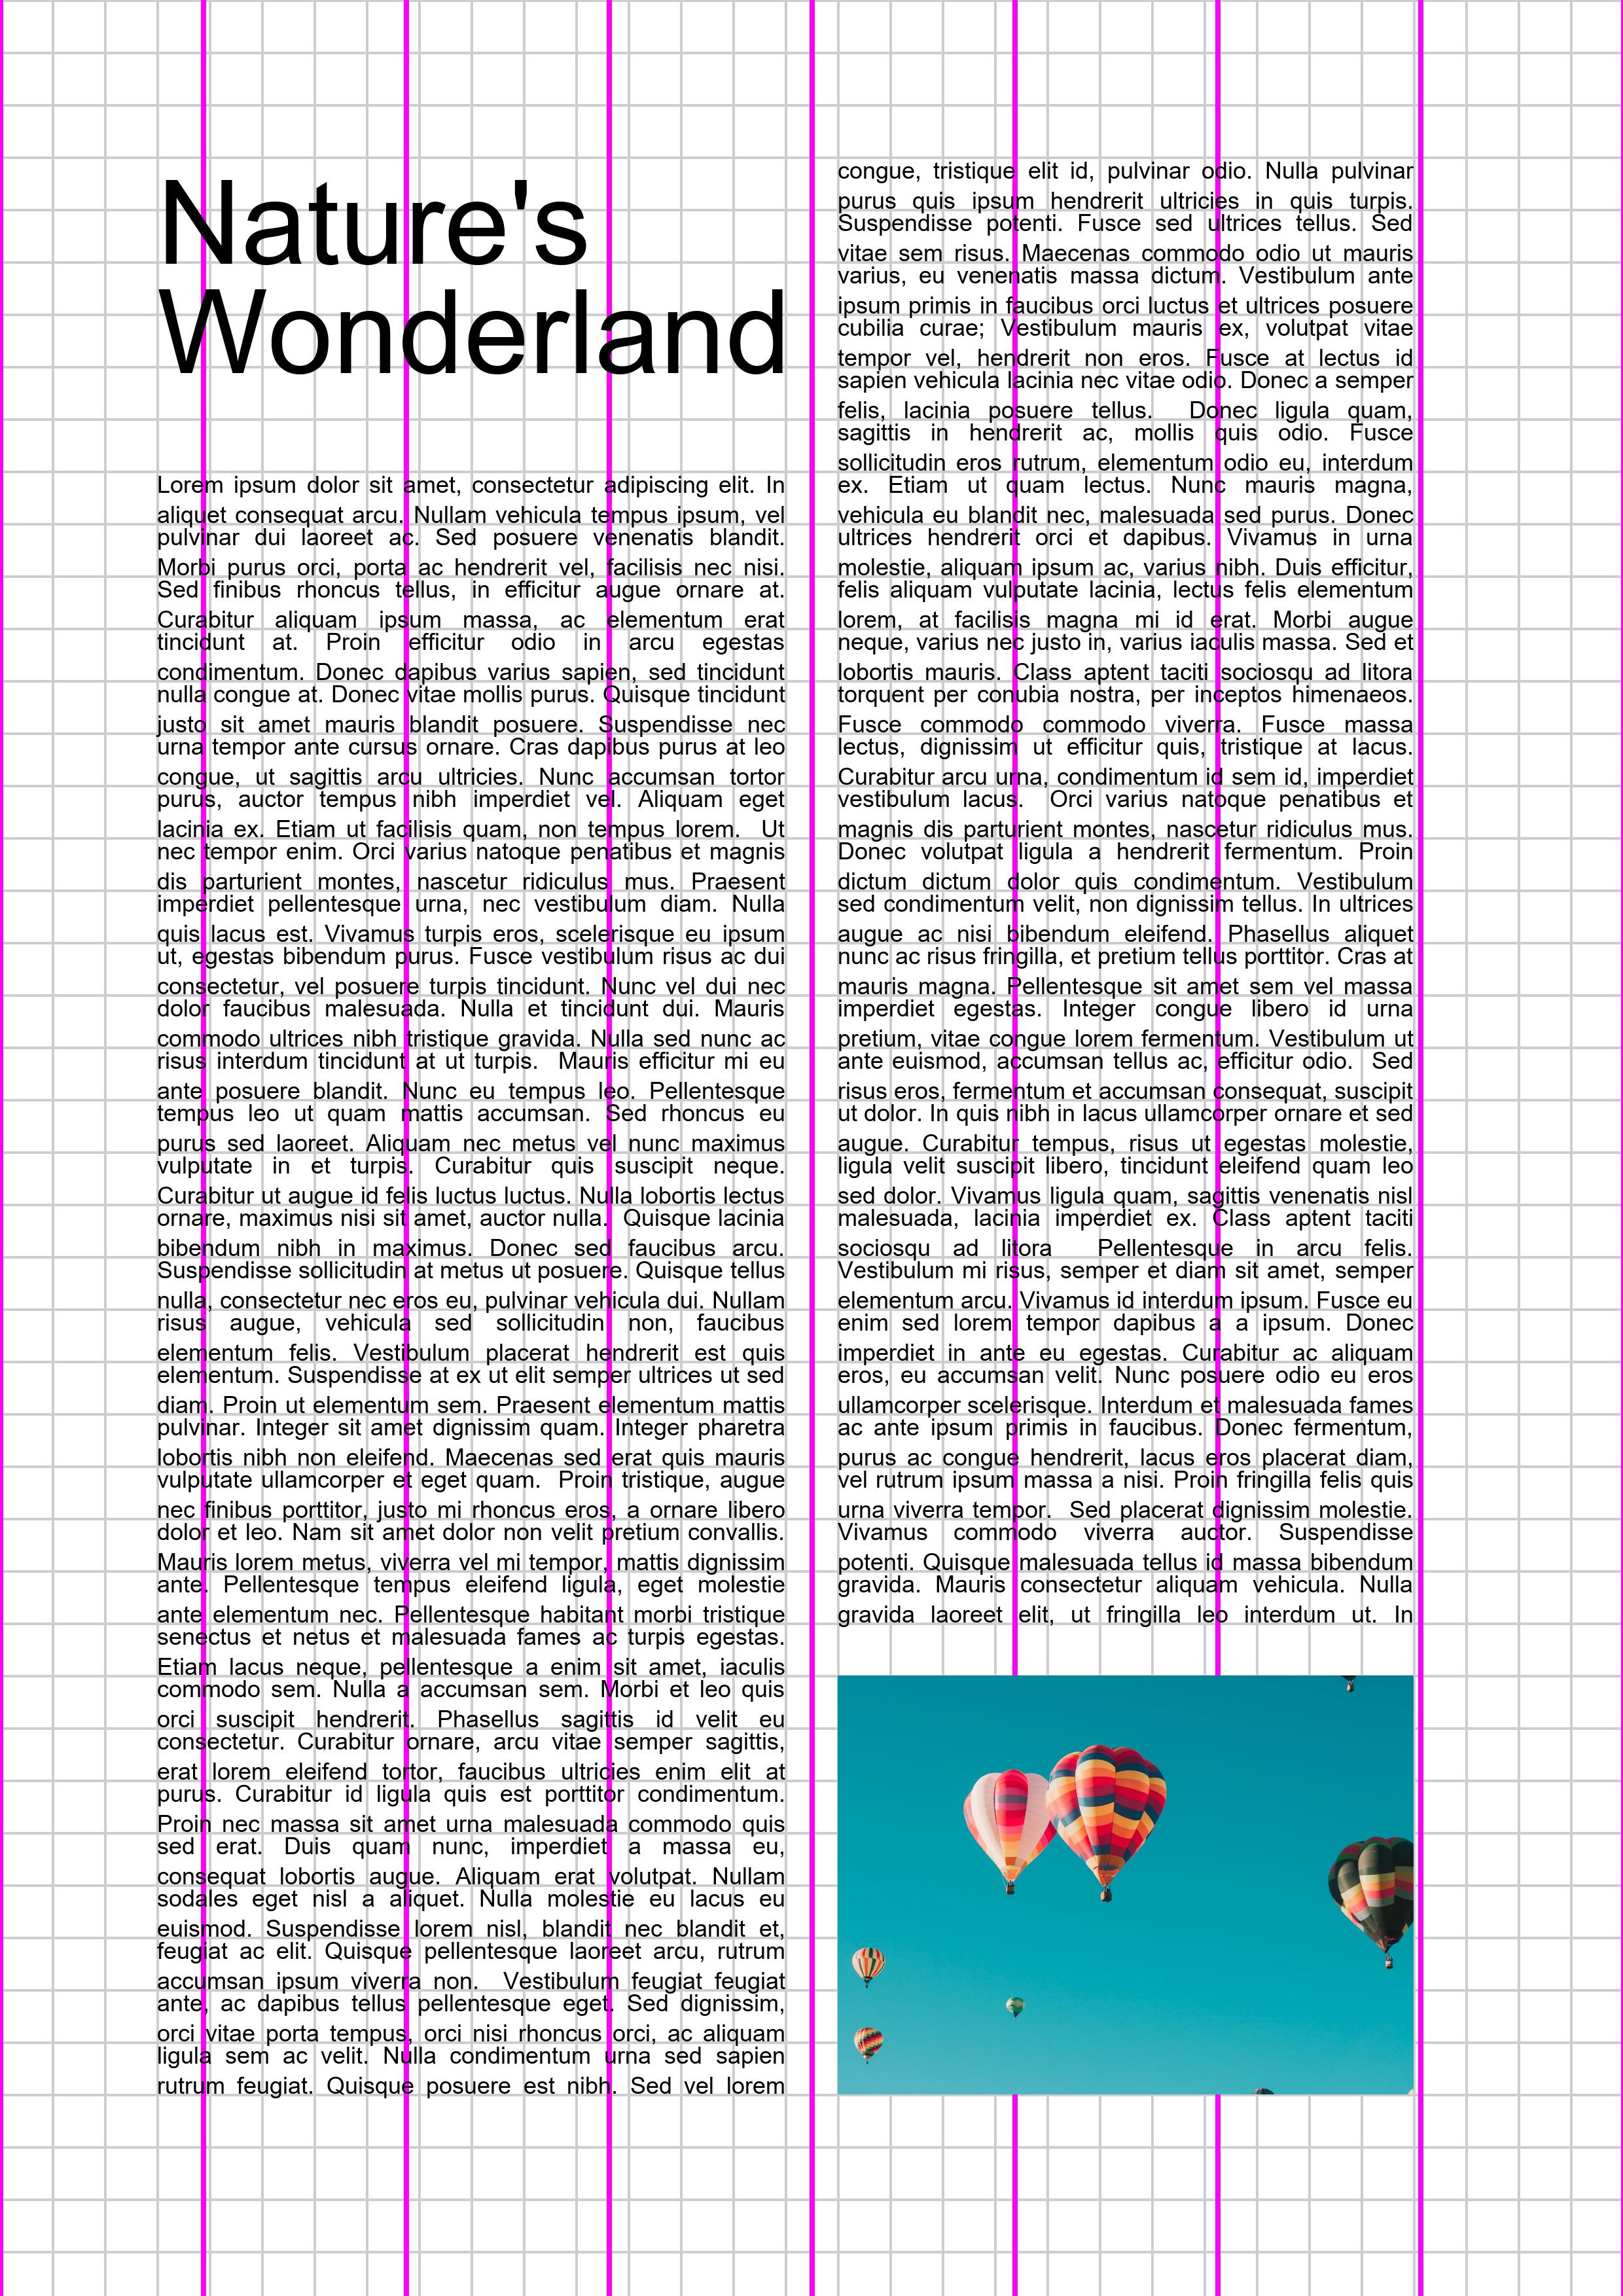 Nature's
Wonderland
Lorem ipsum dolor sit amet, consectetur adipiscing elit. In
aliquet consequat arcu. Nullam vehicula tempus ipsum, vel
pulvinar dui laoreet ac. Sed posuere venenatis blandit.
Morbi purus orci, porta ac hendrerit vel, facilisis nec nisi.
Sed finibus rhoncus tellus, in efficitur augue ornare at.
Curabitur aliquam ipsum massa, ac elementum erat
tincidunt at. Proin efficitur odio in arcu egestas
condimentum. Donec dapibus varius sapien, sed tincidunt
nulla congue at. Donec vitae mollis purus. Quisque tincidunt
justo sit amet mauris blandit posuere. Suspendisse nec
urna tempor ante cursus ornare. Cras dapibus purus at leo
congue, ut sagittis arcu ultricies. Nunc accumsan tortor
purus, auctor tempus nibh imperdiet vel. Aliquam eget
lacinia ex. Etiam ut facilisis quam, non tempus lorem.  Ut
nec tempor enim. Orci varius natoque penatibus et magnis
dis parturient montes, nascetur ridiculus mus. Praesent
imperdiet pellentesque urna, nec vestibulum diam. Nulla
quis lacus est. Vivamus turpis eros, scelerisque eu ipsum
ut, egestas bibendum purus. Fusce vestibulum risus ac dui
consectetur, vel posuere turpis tincidunt. Nunc vel dui nec
dolor faucibus malesuada. Nulla et tincidunt dui. Mauris
commodo ultrices nibh tristique gravida. Nulla sed nunc ac
risus interdum tincidunt at ut turpis.  Mauris efficitur mi eu
ante posuere blandit. Nunc eu tempus leo. Pellentesque
tempus leo ut quam mattis accumsan. Sed rhoncus eu
purus sed laoreet. Aliquam nec metus vel nunc maximus
vulputate in et turpis. Curabitur quis suscipit neque.
Curabitur ut augue id felis luctus luctus. Nulla lobortis lectus
ornare, maximus nisi sit amet, auctor nulla.  Quisque lacinia
bibendum nibh in maximus. Donec sed faucibus arcu.
Suspendisse sollicitudin at metus ut posuere. Quisque tellus
nulla, consectetur nec eros eu, pulvinar vehicula dui. Nullam
risus augue, vehicula sed sollicitudin non, faucibus
elementum felis. Vestibulum placerat hendrerit est quis
elementum. Suspendisse at ex ut elit semper ultrices ut sed
diam. Proin ut elementum sem. Praesent elementum mattis
pulvinar. Integer sit amet dignissim quam. Integer pharetra
lobortis nibh non eleifend. Maecenas sed erat quis mauris
vulputate ullamcorper et eget quam.  Proin tristique, augue
nec finibus porttitor, justo mi rhoncus eros, a ornare libero
dolor et leo. Nam sit amet dolor non velit pretium convallis.
Mauris lorem metus, viverra vel mi tempor, mattis dignissim
ante. Pellentesque tempus eleifend ligula, eget molestie
ante elementum nec. Pellentesque habitant morbi tristique
senectus et netus et malesuada fames ac turpis egestas.
Etiam lacus neque, pellentesque a enim sit amet, iaculis
commodo sem. Nulla a accumsan sem. Morbi et leo quis
orci suscipit hendrerit. Phasellus sagittis id velit eu
consectetur. Curabitur ornare, arcu vitae semper sagittis,
erat lorem eleifend tortor, faucibus ultricies enim elit at
purus. Curabitur id ligula quis est porttitor condimentum.
Proin nec massa sit amet urna malesuada commodo quis
sed erat. Duis quam nunc, imperdiet a massa eu,
consequat lobortis augue. Aliquam erat volutpat. Nullam
sodales eget nisl a aliquet. Nulla molestie eu lacus eu
euismod. Suspendisse lorem nisl, blandit nec blandit et,
feugiat ac elit. Quisque pellentesque laoreet arcu, rutrum
accumsan ipsum viverra non.  Vestibulum feugiat feugiat
ante, ac dapibus tellus pellentesque eget. Sed dignissim,
orci vitae porta tempus, orci nisi rhoncus orci, ac aliquam
ligula sem ac velit. Nulla condimentum urna sed sapien
rutrum feugiat. Quisque posuere est nibh. Sed vel lorem
congue, tristique elit id, pulvinar odio. Nulla pulvinar
purus quis ipsum hendrerit ultricies in quis turpis.
Suspendisse potenti. Fusce sed ultrices tellus. Sed
vitae sem risus. Maecenas commodo odio ut mauris
varius, eu venenatis massa dictum. Vestibulum ante
ipsum primis in faucibus orci luctus et ultrices posuere
cubilia curae; Vestibulum mauris ex, volutpat vitae
tempor vel, hendrerit non eros. Fusce at lectus id
sapien vehicula lacinia nec vitae odio. Donec a semper
felis, lacinia posuere tellus.  Donec ligula quam,
sagittis in hendrerit ac, mollis quis odio. Fusce
sollicitudin eros rutrum, elementum odio eu, interdum
ex. Etiam ut quam lectus. Nunc mauris magna,
vehicula eu blandit nec, malesuada sed purus. Donec
ultrices hendrerit orci et dapibus. Vivamus in urna
molestie, aliquam ipsum ac, varius nibh. Duis efficitur,
felis aliquam vulputate lacinia, lectus felis elementum
lorem, at facilisis magna mi id erat. Morbi augue
neque, varius nec justo in, varius iaculis massa. Sed et
lobortis mauris. Class aptent taciti sociosqu ad litora
torquent per conubia nostra, per inceptos himenaeos.
Fusce commodo commodo viverra. Fusce massa
lectus, dignissim ut efficitur quis, tristique at lacus.
Curabitur arcu urna, condimentum id sem id, imperdiet
vestibulum lacus.  Orci varius natoque penatibus et
magnis dis parturient montes, nascetur ridiculus mus.
Donec volutpat ligula a hendrerit fermentum. Proin
dictum dictum dolor quis condimentum. Vestibulum
sed condimentum velit, non dignissim tellus. In ultrices
augue ac nisi bibendum eleifend. Phasellus aliquet
nunc ac risus fringilla, et pretium tellus porttitor. Cras at
mauris magna. Pellentesque sit amet sem vel massa
imperdiet egestas. Integer congue libero id urna
pretium, vitae congue lorem fermentum. Vestibulum ut
ante euismod, accumsan tellus ac, efficitur odio.  Sed
risus eros, fermentum et accumsan consequat, suscipit
ut dolor. In quis nibh in lacus ullamcorper ornare et sed
augue. Curabitur tempus, risus ut egestas molestie,
ligula velit suscipit libero, tincidunt eleifend quam leo
sed dolor. Vivamus ligula quam, sagittis venenatis nisl
malesuada, lacinia imperdiet ex. Class aptent taciti
sociosqu ad litora  Pellentesque in arcu felis.
Vestibulum mi risus, semper et diam sit amet, semper
elementum arcu. Vivamus id interdum ipsum. Fusce eu
enim sed lorem tempor dapibus a a ipsum. Donec
imperdiet in ante eu egestas. Curabitur ac aliquam
eros, eu accumsan velit. Nunc posuere odio eu eros
ullamcorper scelerisque. Interdum et malesuada fames
ac ante ipsum primis in faucibus. Donec fermentum,
purus ac congue hendrerit, lacus eros placerat diam,
vel rutrum ipsum massa a nisi. Proin fringilla felis quis
urna viverra tempor.  Sed placerat dignissim molestie.
Vivamus commodo viverra auctor. Suspendisse
potenti. Quisque malesuada tellus id massa bibendum
gravida. Mauris consectetur aliquam vehicula. Nulla
gravida laoreet elit, ut fringilla leo interdum ut. In